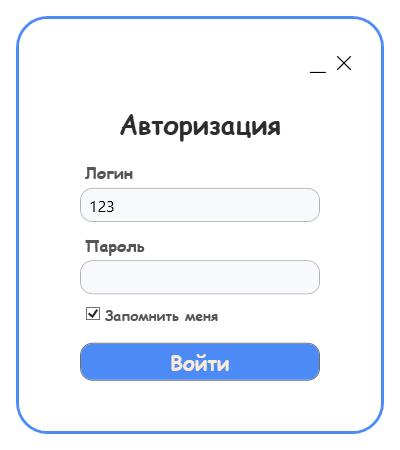 Авторизация
Логин
123
Пароль
Запомнить меня
Войти